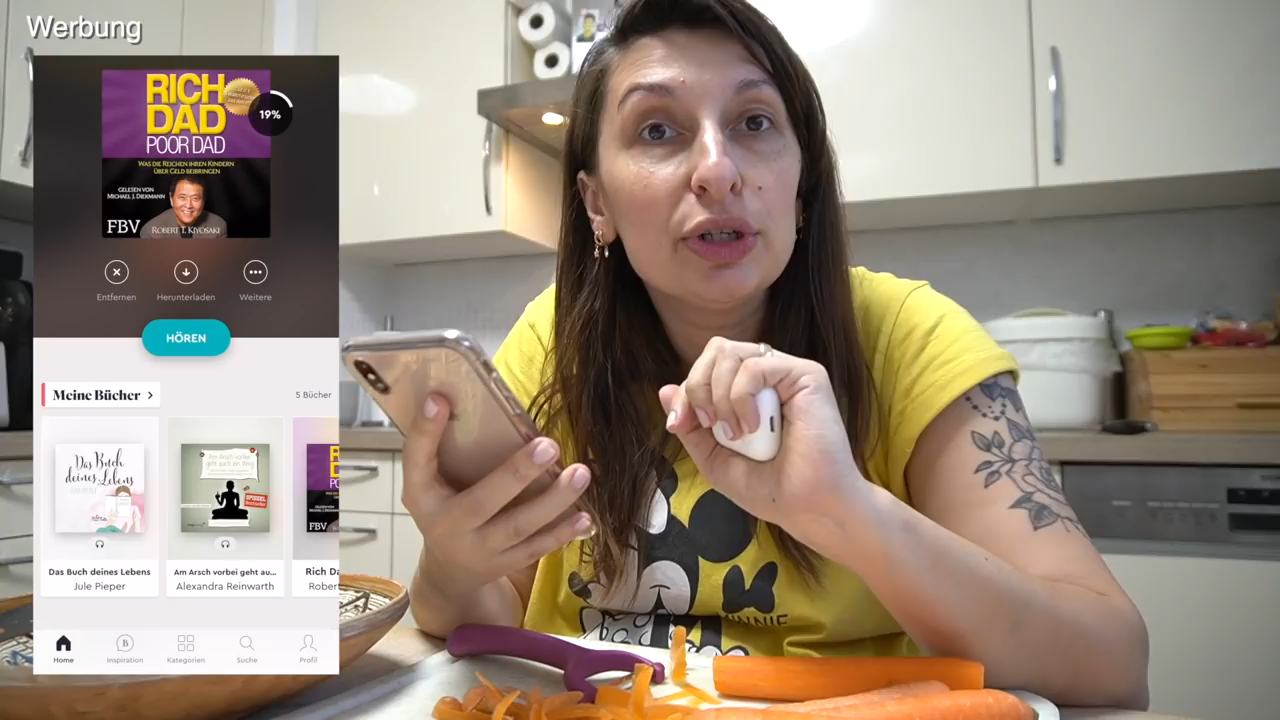 Werbung
RICH
DAD
POOR DAD
19%
WAS DIE REICHEN IHREN KINDERN
ÜBER GELD BEIBRINGEN
GELESEN VON
MICHAEL J. DIEKMANN
FBV
ROBERT T. KIYOSAKI
Entfernen
Herunterladen
Weitere
HÖREN
Meine Bücher
5 Bücher
Das Buch
deines Lebens
Am Arsch vorbei
geht auch ein Weg
SPIEGEL
Bestseller
FBV
Das Buch deines Lebens
Jule Pieper
Am Arsch vorbei geht au...
Alexandra Reinwarth
Rich Da
Rober
Home
Inspiration
Kategorien
Suche
Profil
MINNIE